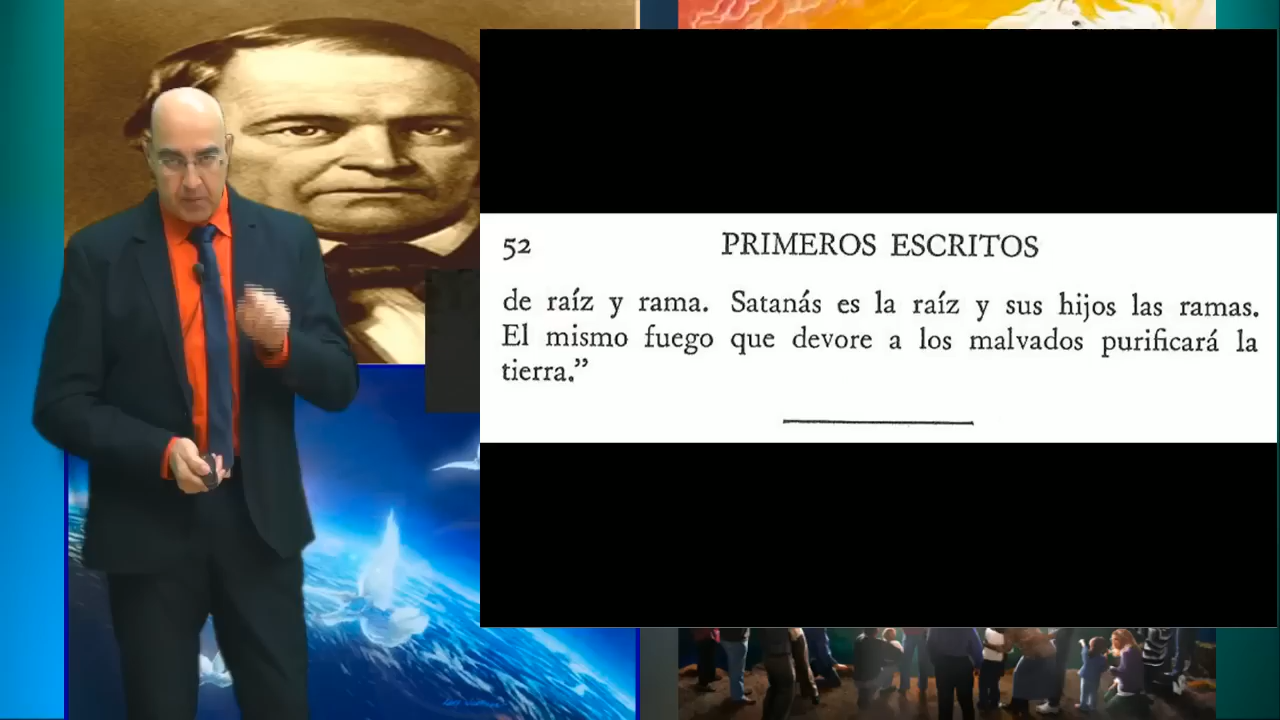 52 PRIMEROS ESCRITOS
de raíz y rama. Satanás es la raíz y sus hijos las ramas.
El mismo fuego que devore a los malvados purificará la
tierra.”